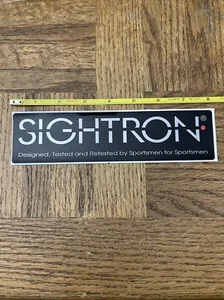 SIGHTRON®
Designed, Tested and Retested by Sportsmen for Sportsmen